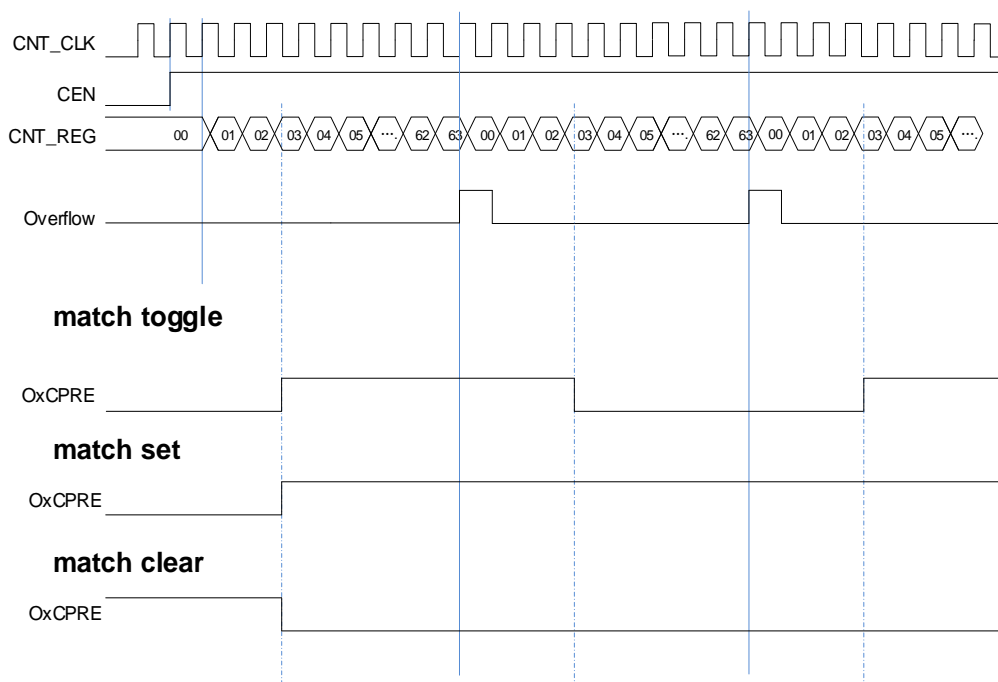 CNT_CLK
CEN
CNT_REG 00 01 02 03 04 05 ···. 62 63 00 01 02 03 04 05 ···. 62 63 00 01 02 03 04 05 ···.
Overflow
match toggle
OxCPRE
match set
OxCPRE
match clear
OxCPRE